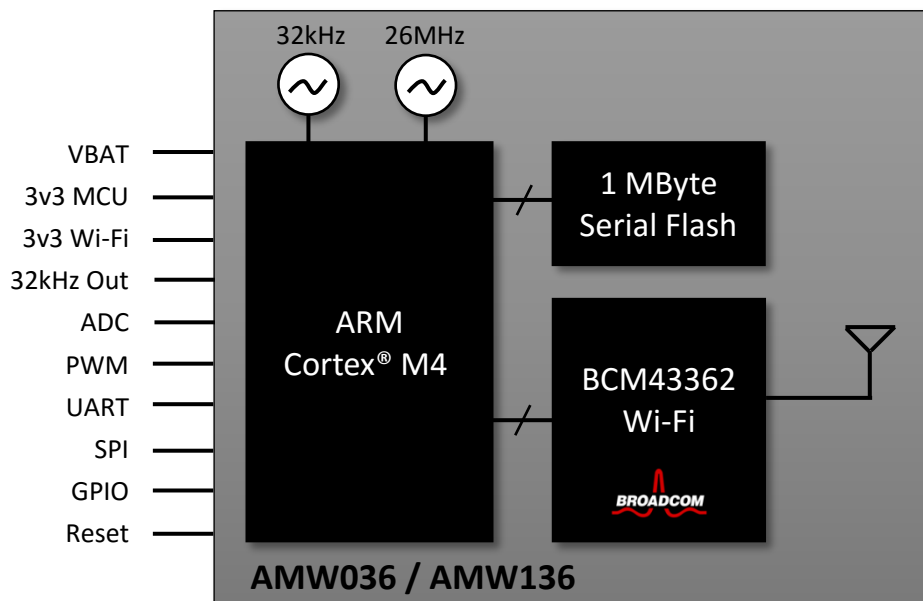 32kHz 26MHz
VBAT
3v3 MCU
3v3 Wi-Fi
32kHz Out
ADC
PWM
UART
SPI
GPIO
Reset
ARM
Cortex® M4
1 MByte
Serial Flash
BCM43362
Wi-Fi
BROADCOM
AMW036 / AMW136